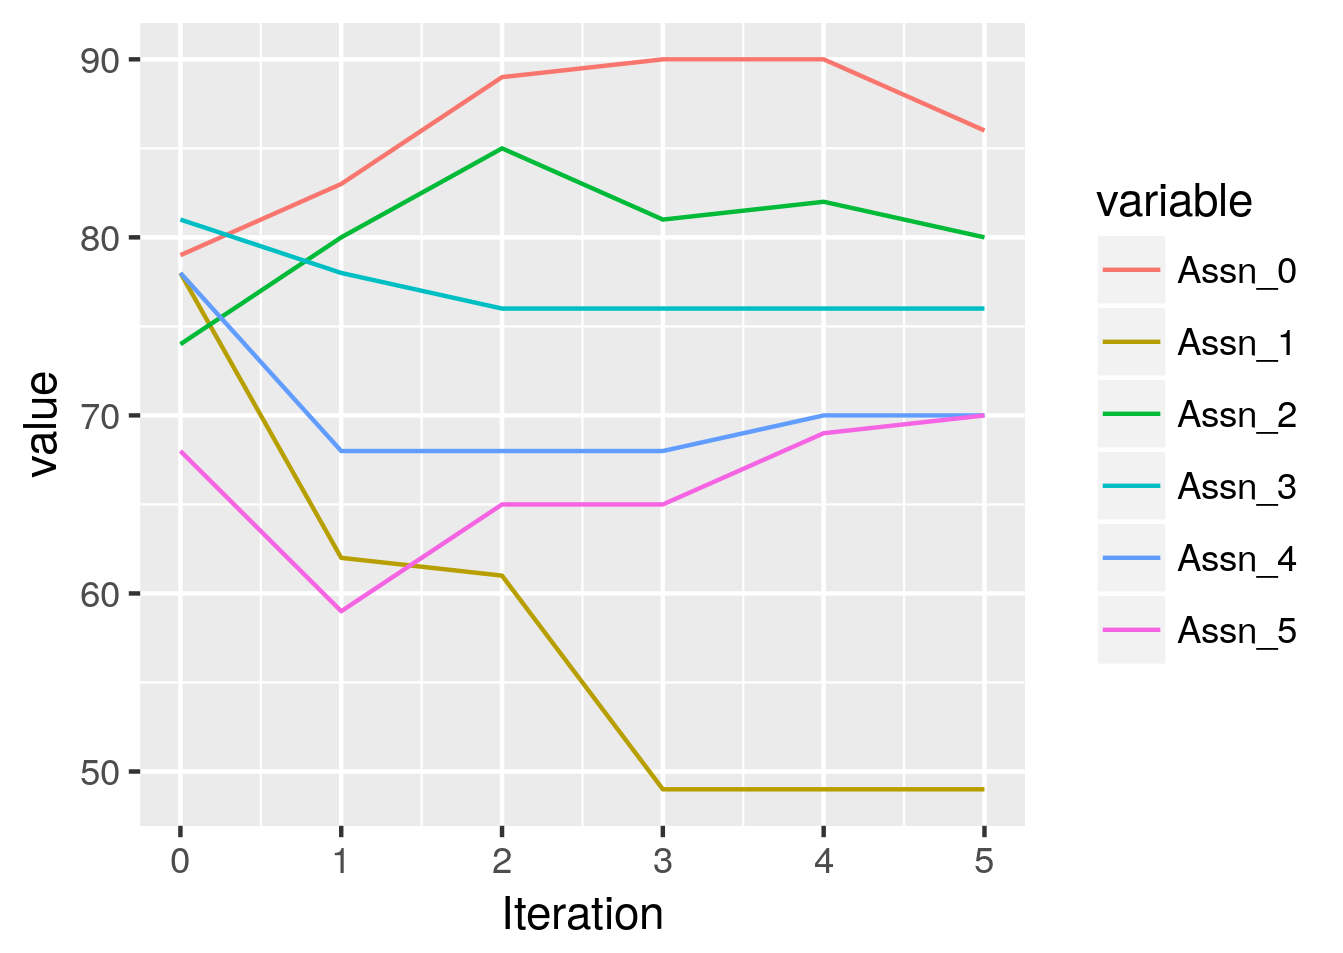 90
80
70
60
50
value
0 1 2 3 4 5
Iteration
variable
Assn_0
Assn_1
Assn_2
Assn_3
Assn_4
Assn_5